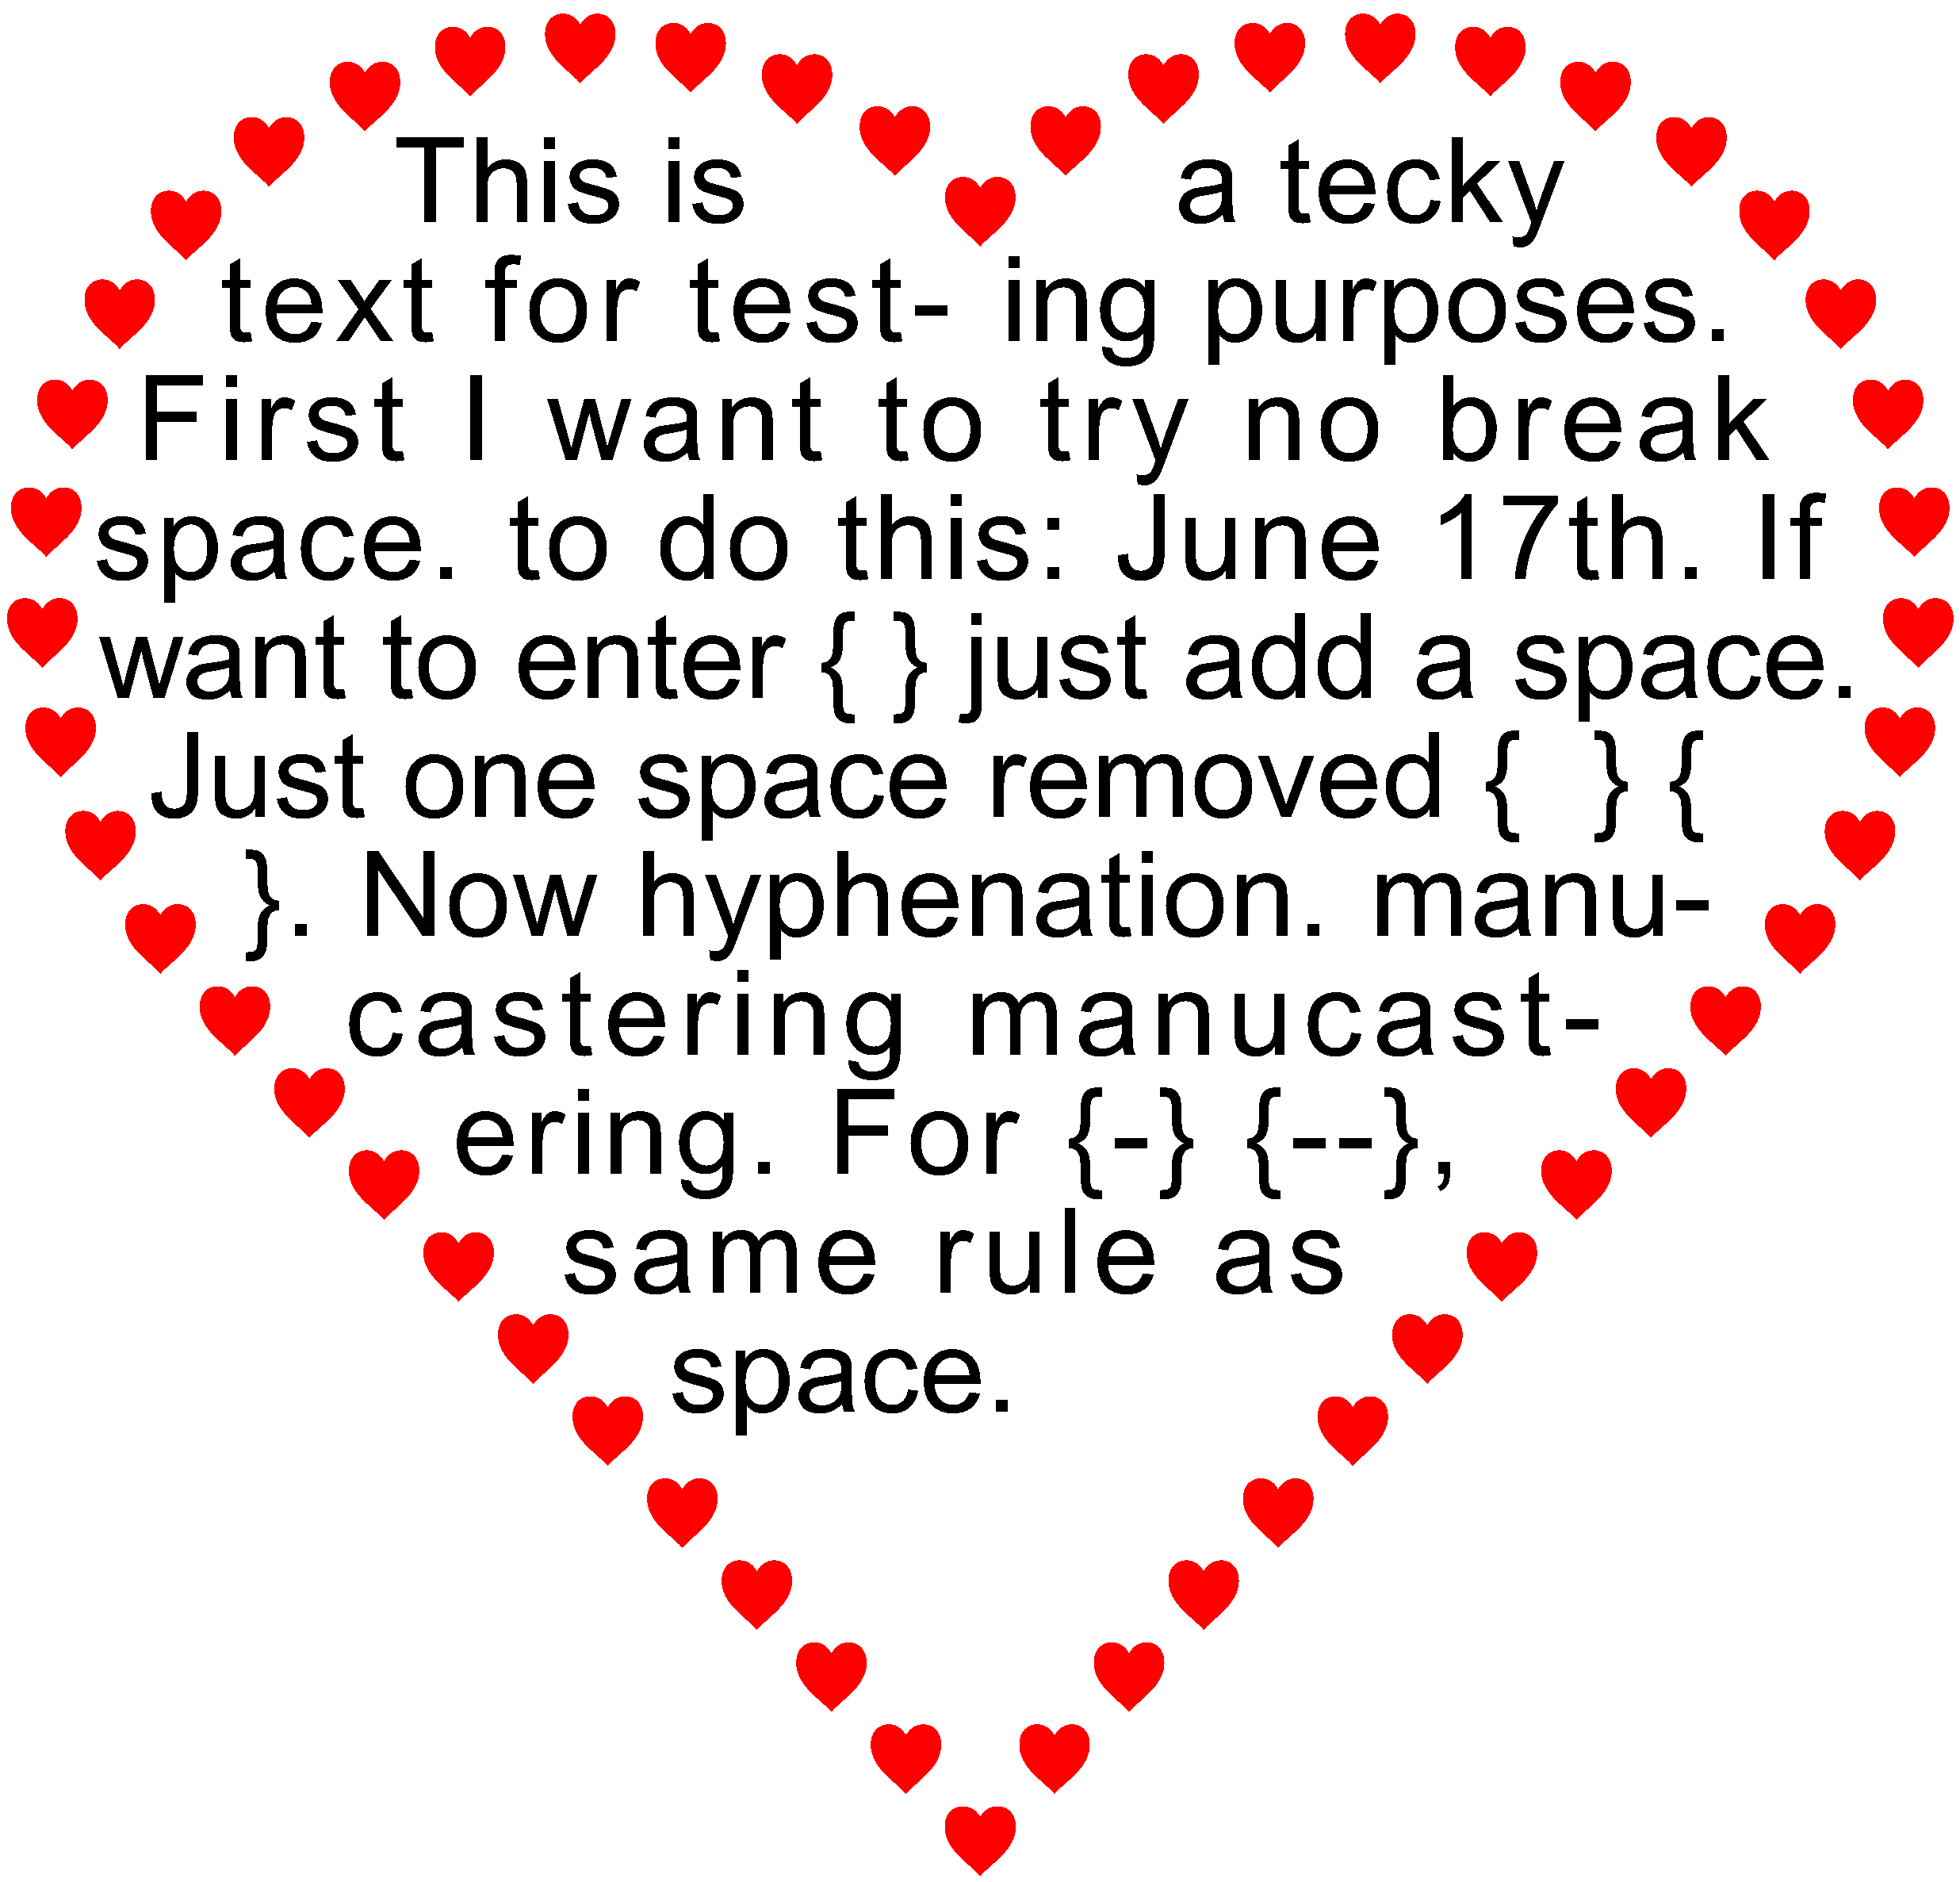 This is a tecky
text for test- ing purposes.
First I want to try no break
space. to do this: June 17th. If
want to enter { } just add a space.
Just one space removed {  } {
}. Now hyphenation. manu-
castering manucast-
ering. For {-} {--},
same rule as
space.